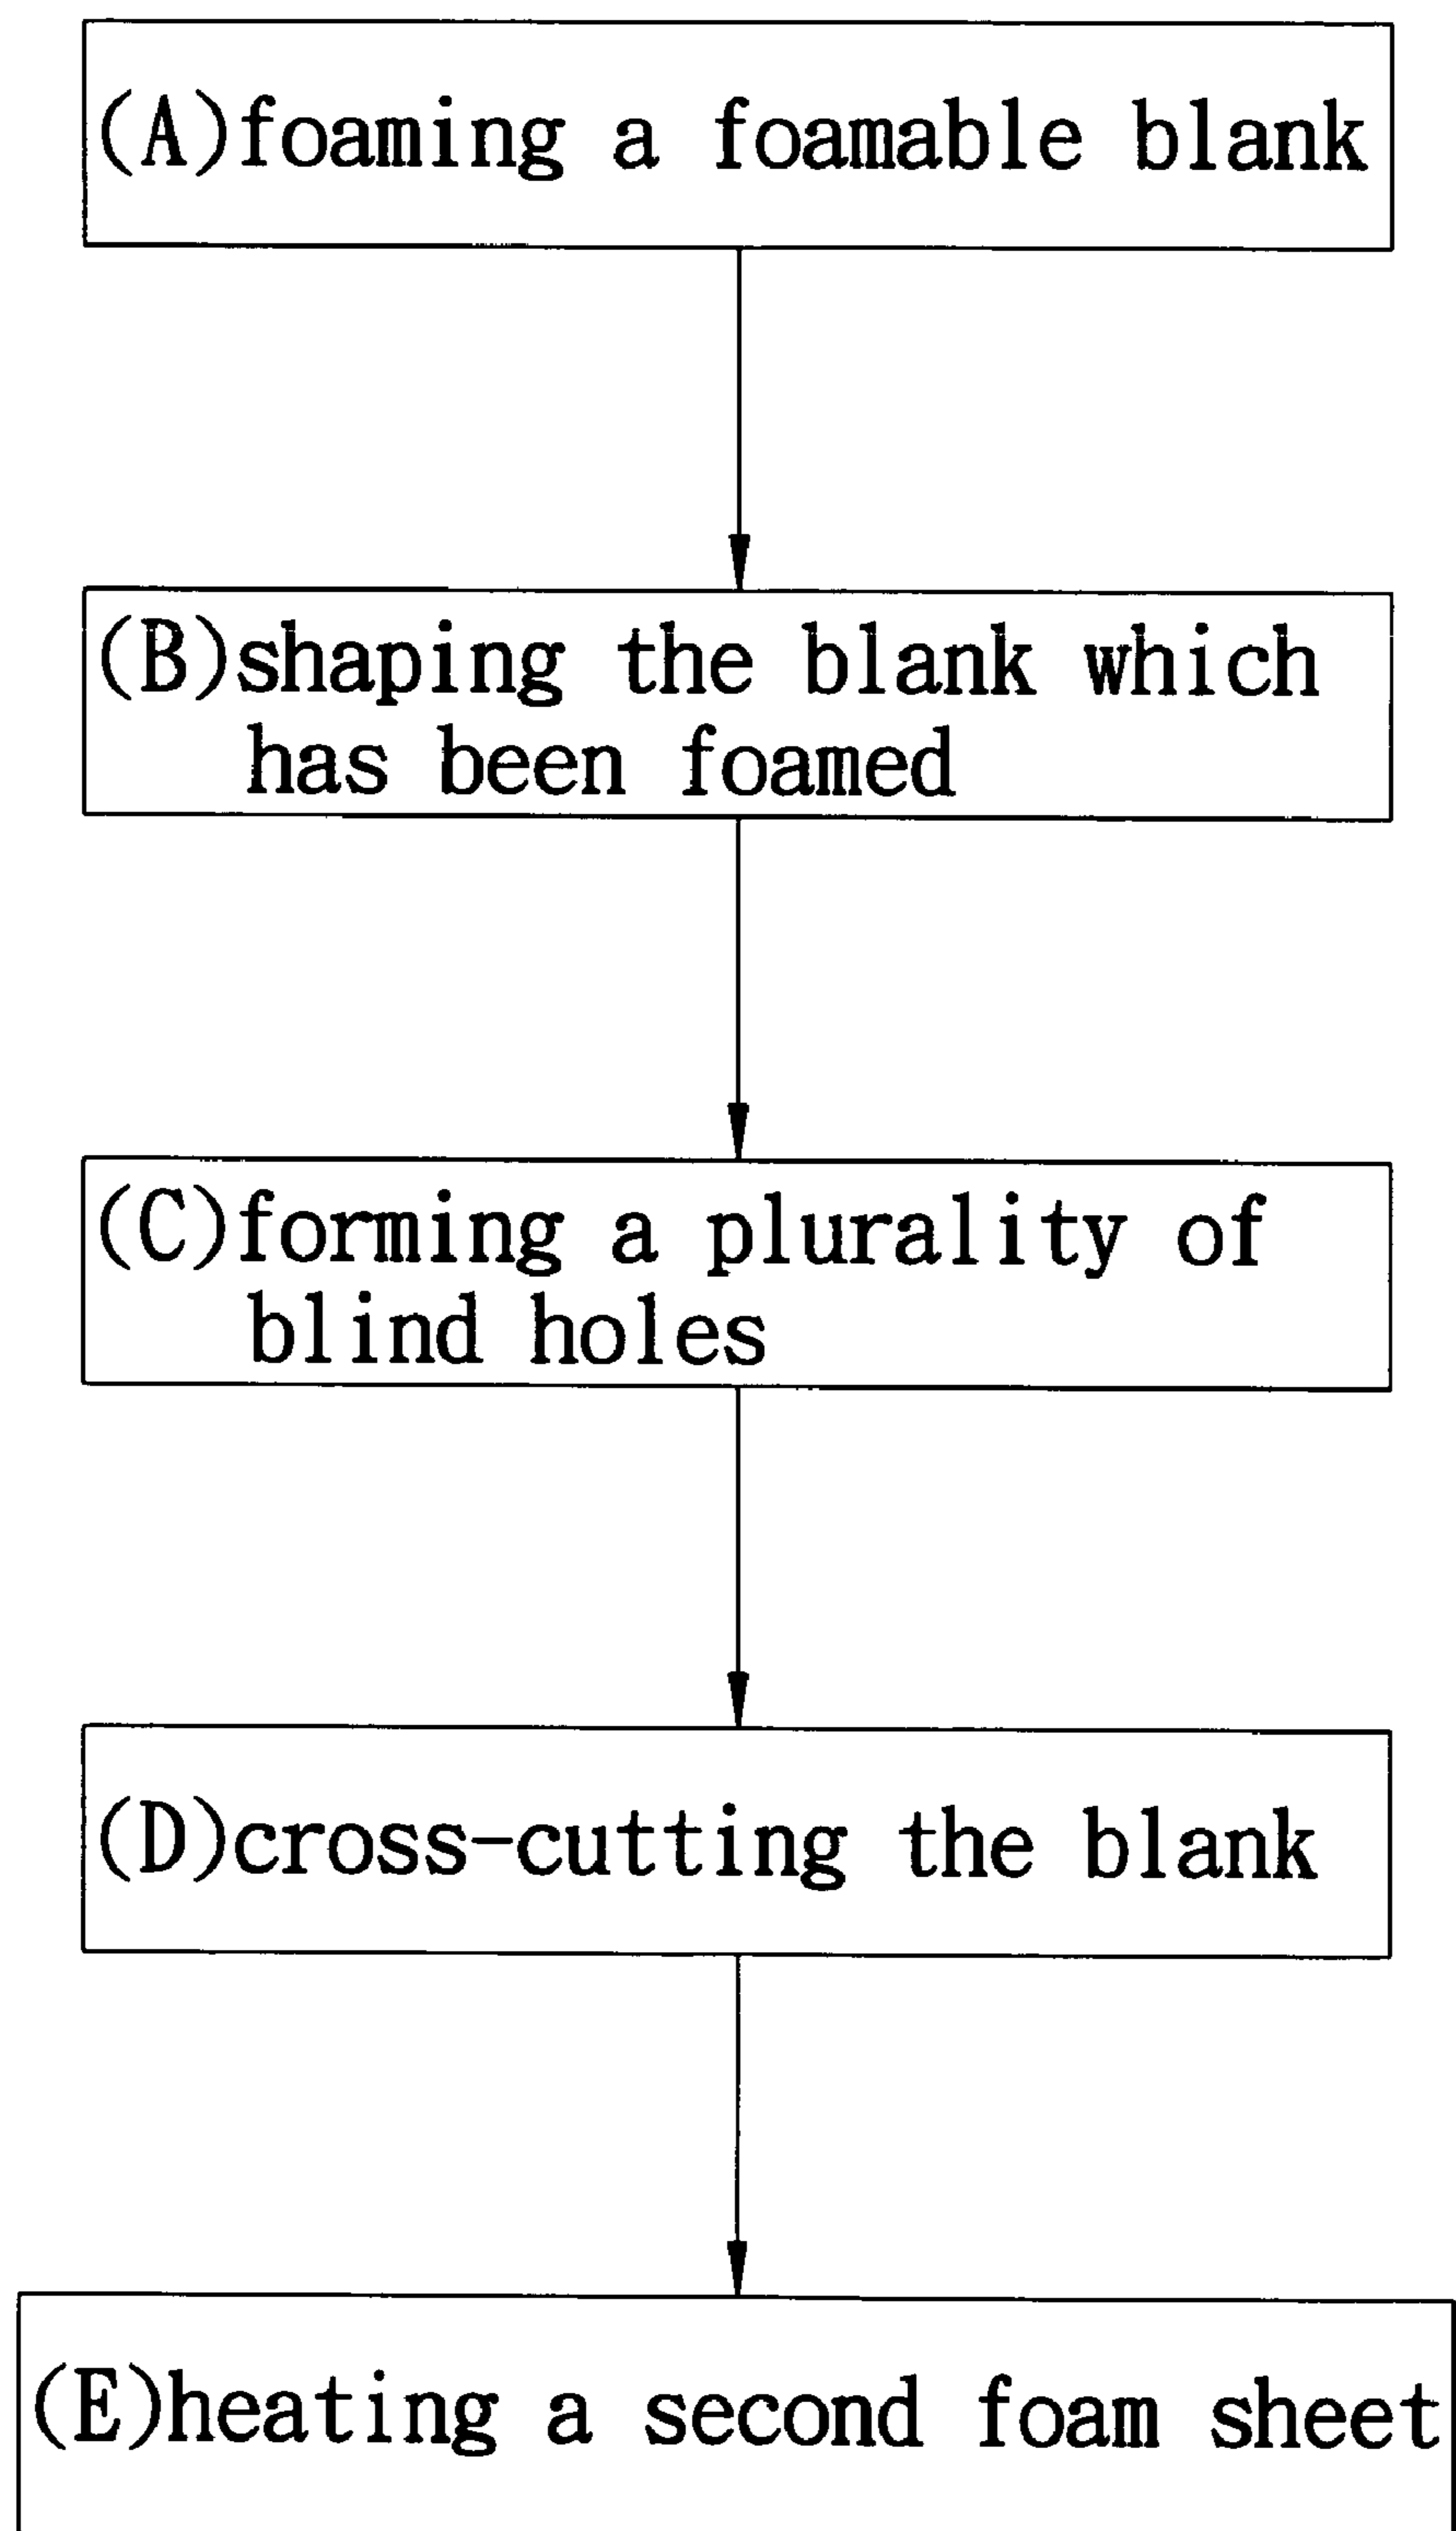 (A)foaming a foamable blank
(B)shaping the blank which
has been foamed
(C)forming a plurality of
blind holes
(D)cross-cutting the blank
(E)heating a second foam sheet